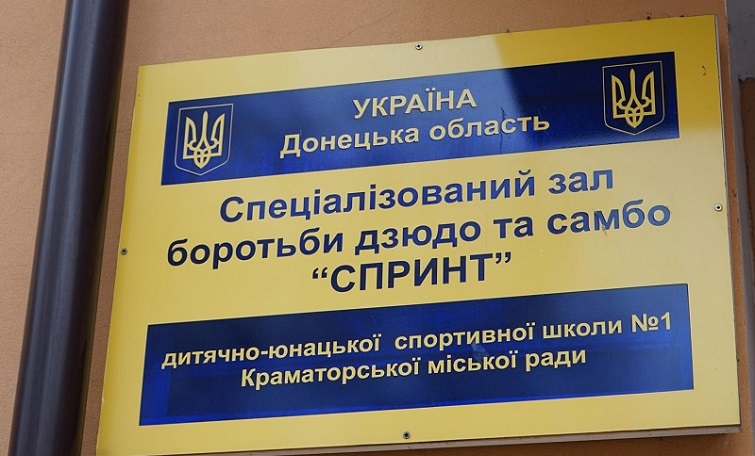 УКРАЇНА
Донецька область
Спеціалізований зал
боротьби дзюдо та самбо
“СПРИНТ”
дитячно-юнацької спортивної школи №1
Краматорської міської ради